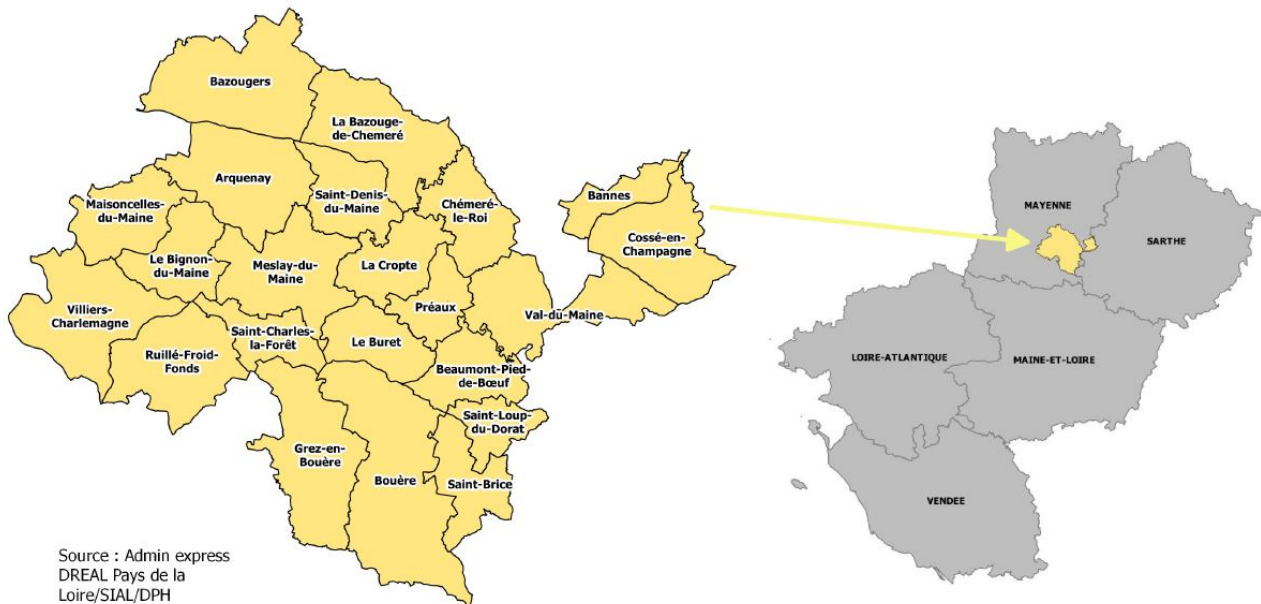 Bazougers
La Bazouge-
de-Chemeré
Arquenay
Saint-Denis-
du-Maine
Chémeré-
le-Roi
Maisoncelles-
du-Maine
Bannes
Cossé-en-
Champagne
Le Bignon-
du-Maine
Meslay-du-
Maine
La Cropte
Villiers-
Charlemagne
Préaux
Val-du-Maine
Saint-Charles-
la-Forêt
Le Buret
Ruillé-Froid-
Fonds
Beaumont-Pied-
de-Bœuf
Saint-Loup-
du-Dorat
Grez-en-
Bouère
Bouère
Saint-Brice
Source : Admin express
DREAL Pays de la
Loire/SIAL/DPH
MAYENNE
SARTHE
LOIRE-ATLANTIQUE
MAINE-ET-LOIRE
VENDEE